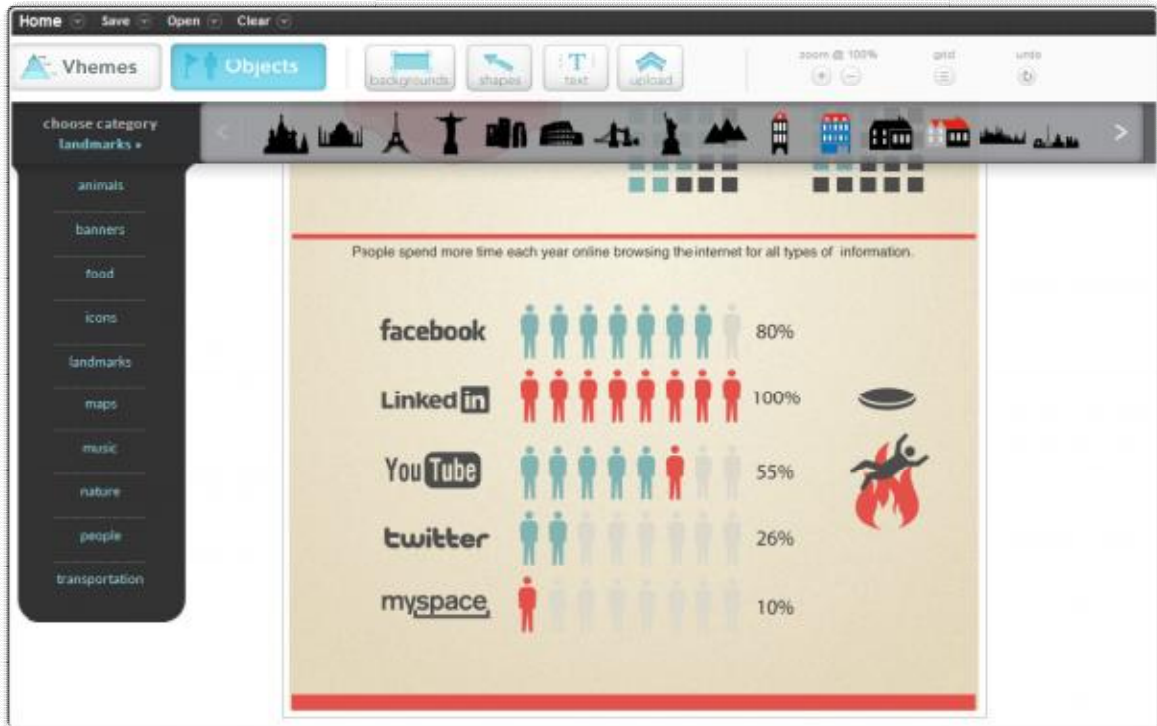 Home Save Open Clear
Vhemes Objects backgrounds shapes text upload zoom @ 100% grid undo
choose category
landmarks »
animals
banners
food
icons
landmarks
maps
music
nature
people
transportation
People spend more time each year online browsing the internet for all types of information.
facebook 80%
Linked in 100%
You Tube 55%
twitter 26%
myspace 10%